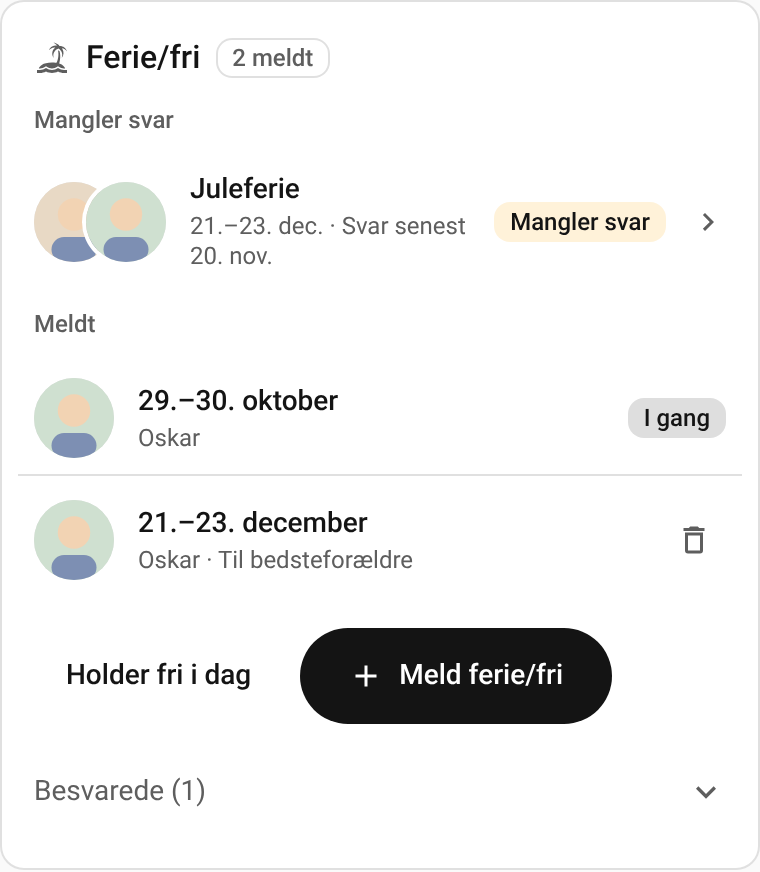 Ferie/fri 2 meldt
Mangler svar
Juleferie
21.–23. dec. · Svar senest
20. nov.
Mangler svar
Meldt
29.–30. oktober
Oskar
I gang
21.–23. december
Oskar · Til bedsteforældre
Holder fri i dag
Meld ferie/fri
Besvarede (1)